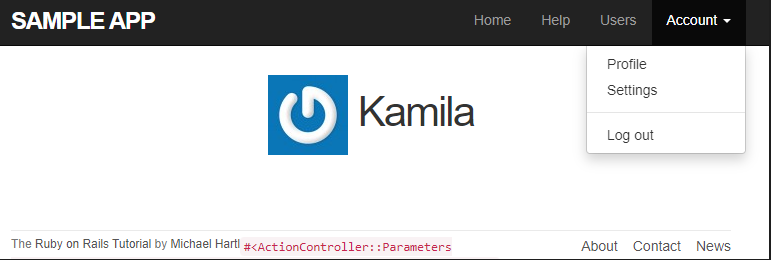 SAMPLE APP Home Help Users Account
Profile
Settings
Log out
Kamila
The Ruby on Rails Tutorial by Michael Hartl #<ActionController::Parameters About Contact News